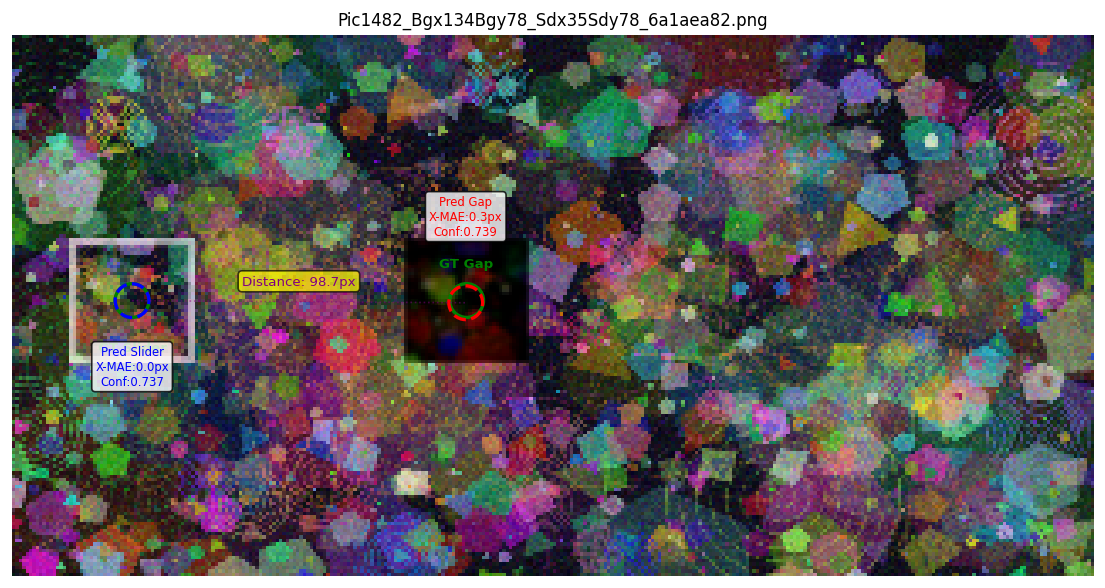 Pic1482_Bgx134Bgy78_Sdx35Sdy78_6a1aea82.png
Pred Gap
X-MAE:0.3px
Conf:0.739
GT Gap
Distance: 98.7px
Pred Slider
X-MAE:0.0px
Conf:0.737